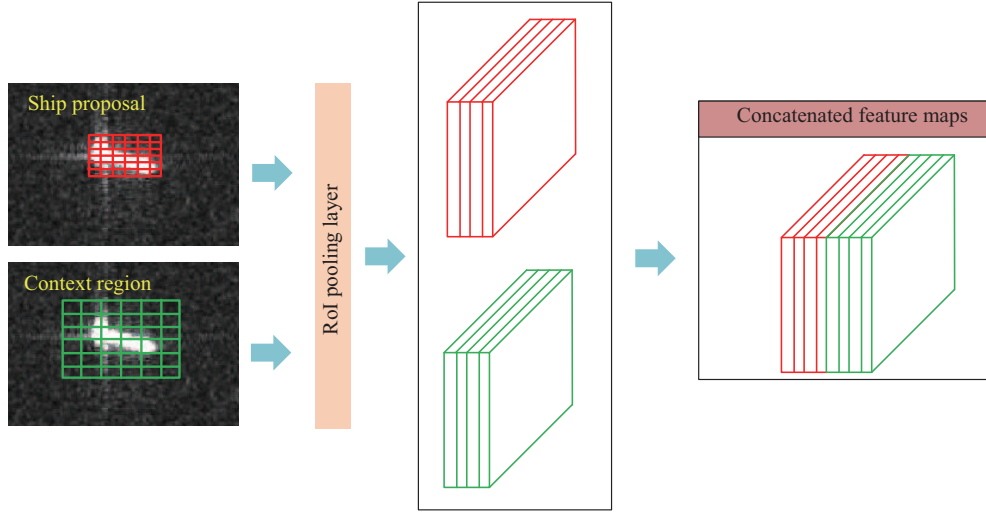 Ship proposal
Context region
RoI pooling layer
Concatenated feature maps